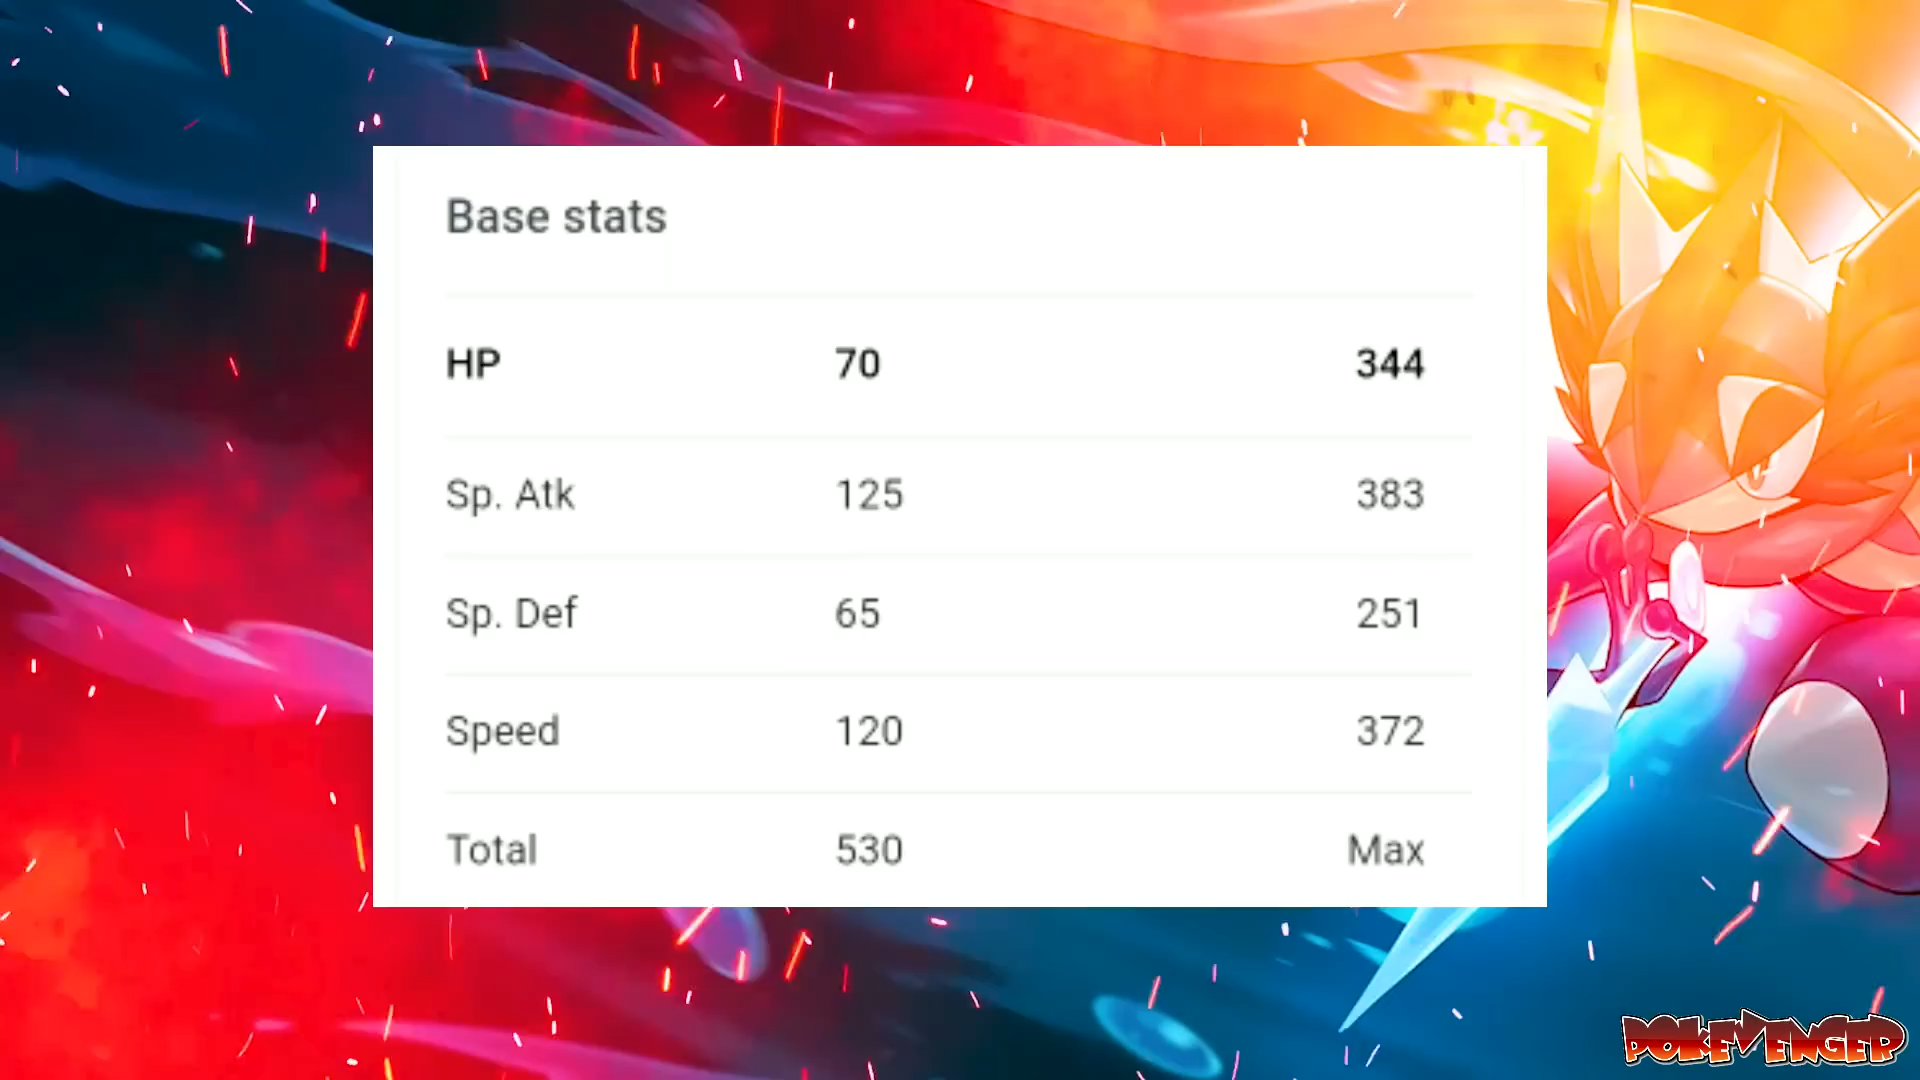 Base stats
HP 70 344
Sp. Atk 125 383
Sp. Def 65 251
Speed 120 372
Total 530 Max
POKEVENGER